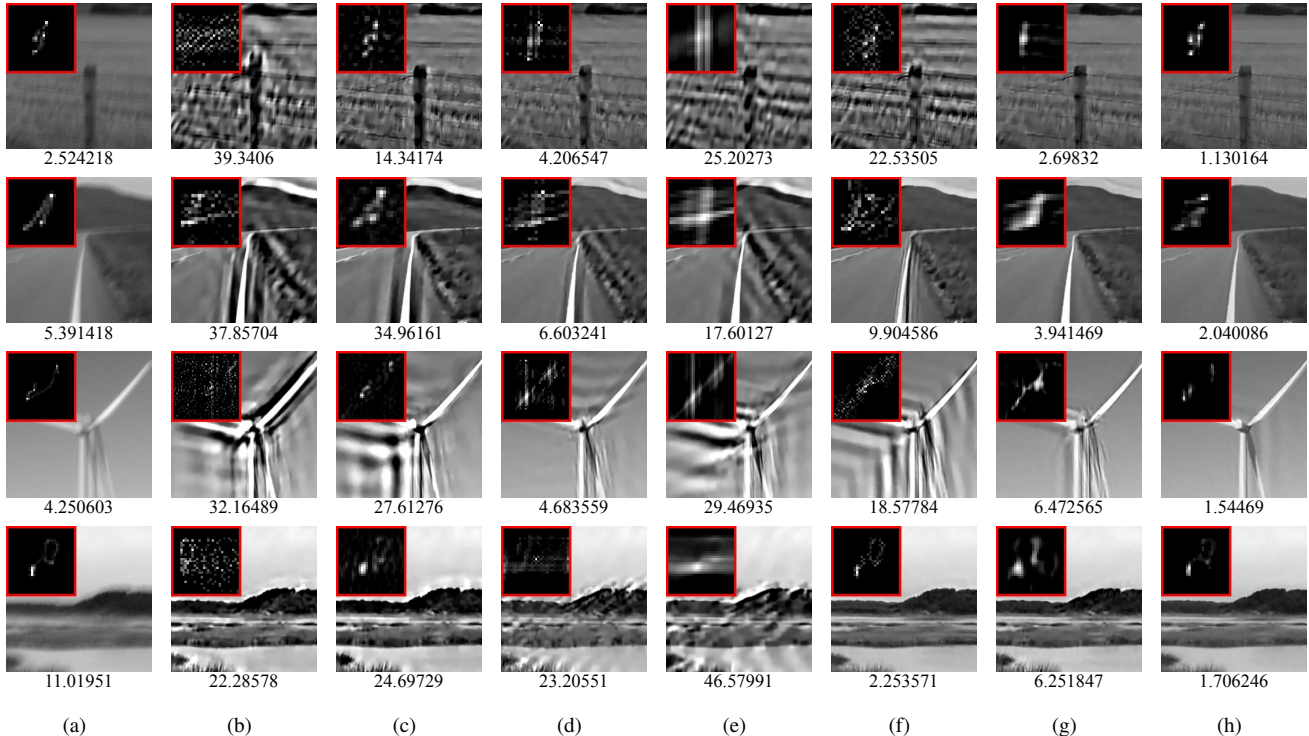 2.524218 39.3406 14.34174 4.206547 25.20273 22.53505 2.69832 1.130164
5.391418 37.85704 34.96161 6.603241 17.60127 9.904586 3.941469 2.040086
4.250603 32.16489 27.61276 4.683559 29.46935 18.57784 6.472565 1.54469
11.01951 22.28578 24.69729 23.20551 46.57991 2.253571 6.251847 1.706246
(a) (b) (c) (d) (e) (f) (g) (h)